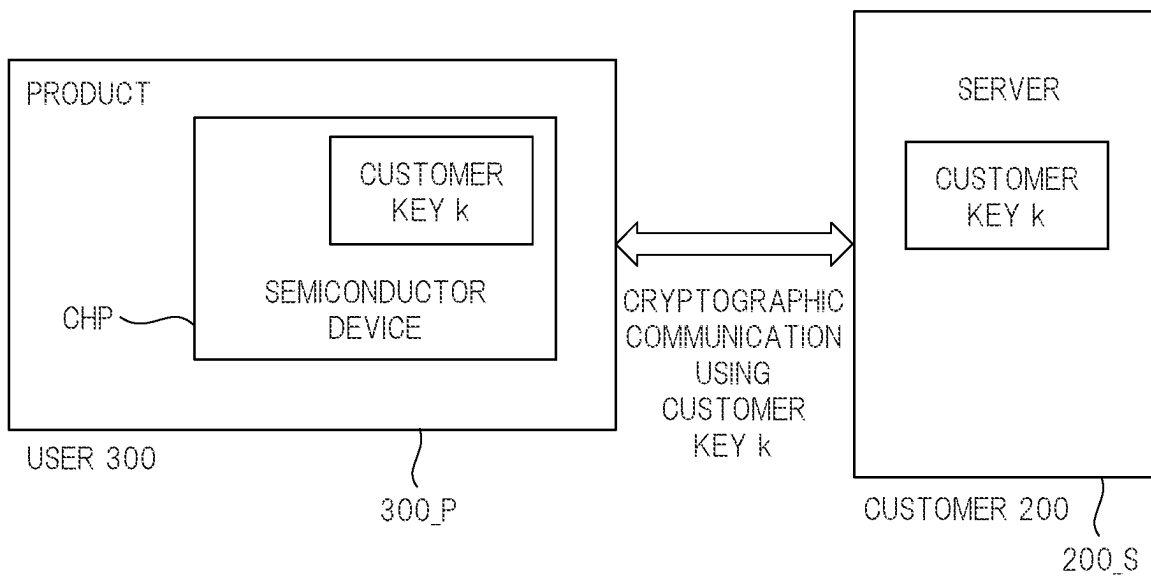 PRODUCT
CUSTOMER
KEY k
SEMICONDUCTOR
DEVICE
CHP
USER 300
300_P
CRYPTOGRAPHIC
COMMUNICATION
USING
CUSTOMER
KEY k
SERVER
CUSTOMER
KEY k
CUSTOMER 200
200_S